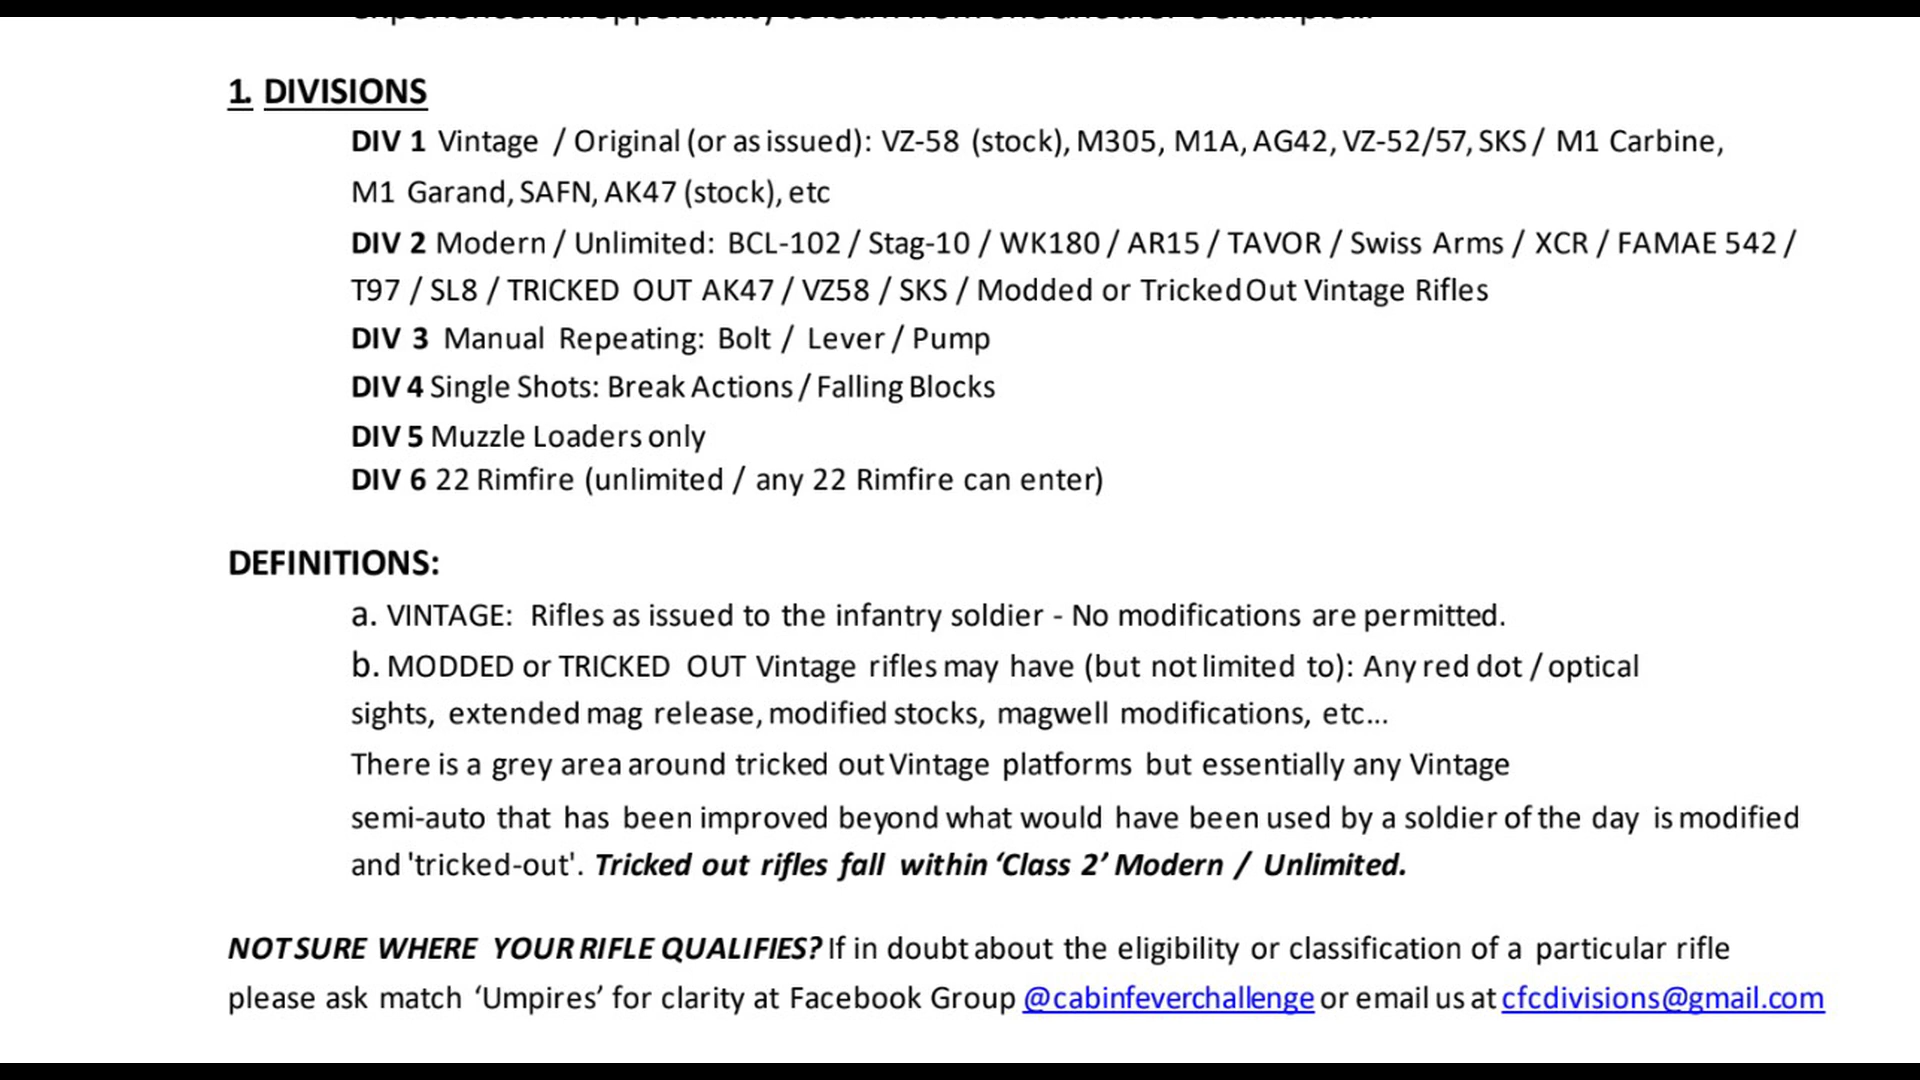 1. DIVISIONS
DIV 1 Vintage / Original (or as issued): VZ-58 (stock), M305, M1A, AG42, VZ-52/57, SKS / M1 Carbine,
M1 Garand, SAFN, AK47 (stock), etc
DIV 2 Modern / Unlimited: BCL-102 / Stag-10 / WK180 / AR15 / TAVOR / Swiss Arms / XCR / FAMAE 542 /
T97 / SL8 / TRICKED OUT AK47 / VZ58 / SKS / Modded or Tricked Out Vintage Rifles
DIV 3 Manual Repeating: Bolt / Lever / Pump
DIV 4 Single Shots: Break Actions / Falling Blocks
DIV 5 Muzzle Loaders only
DIV 6 22 Rimfire (unlimited / any 22 Rimfire can enter)
DEFINITIONS:
a. VINTAGE: Rifles as issued to the infantry soldier - No modifications are permitted.
b. MODDED or TRICKED OUT Vintage rifles may have (but not limited to): Any red dot / optical
sights, extended mag release, modified stocks, magwell modifications, etc...
There is a grey area around tricked out Vintage platforms but essentially any Vintage
semi-auto that has been improved beyond what would have been used by a soldier of the day is modified
and 'tricked-out'. Tricked out rifles fall within ‘Class 2’ Modern / Unlimited.
NOT SURE WHERE YOUR RIFLE QUALIFIES? If in doubt about the eligibility or classification of a particular rifle
please ask match ‘Umpires’ for clarity at Facebook Group @cabinfeverchallenge or email us at cfcdivisions@gmail.com